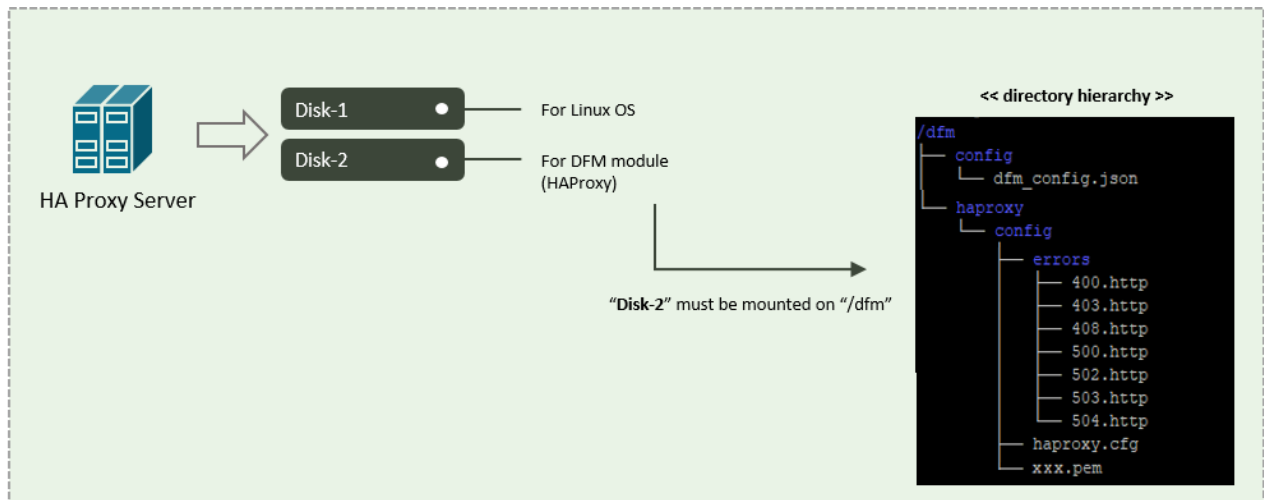 HA Proxy Server
Disk-1
For Linux OS
Disk-2
For DFM module
(HAProxy)
“Disk-2” must be mounted on “/dfm”
<< directory hierarchy >>
/dfm
├── config
│   └── dfm_config.json
└── haproxy
    └── config
        ├── errors
        │   ├── 400.http
        │   ├── 403.http
        │   ├── 408.http
        │   ├── 500.http
        │   ├── 502.http
        │   ├── 503.http
        │   └── 504.http
        ├── haproxy.cfg
        └── xxx.pem